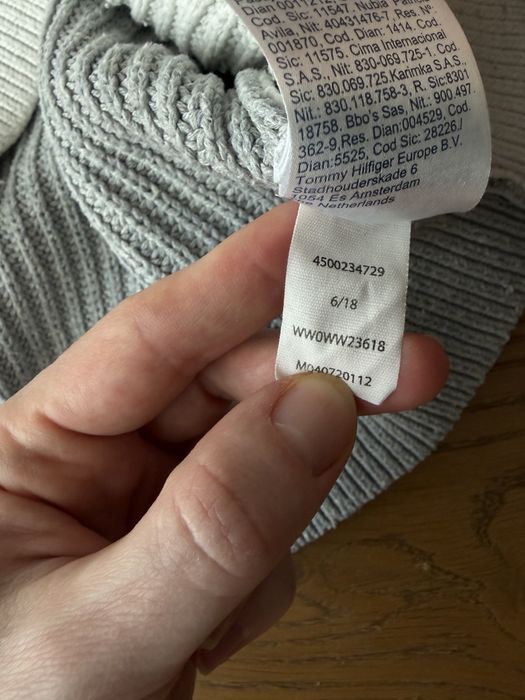 Cod. Sic: 11547. Nubia
Avila, Nit: 40431476-7. Res. Nº
001870, Cod. Dian: 1414. Cod.
Sic: 11575. Cima Internacional
S.A.S., Nit: 830.069.725-1. Cod.
Sic: 830.069.725.Karimka S.A.S.,
Nit.: 830.118.758-3, R. Sic:8301
18758. Bbo's Sas, Nit.: 900.497.
362-9,Res. Dian:004529, Cod.
Dian:5525, Cod Sic: 28226./
Tommy Hilfiger Europe B.V.
Stadhouderskade 6
1054 Es Amsterdam
Netherlands
4500234729
6/18
WW0WW23618
M040720112